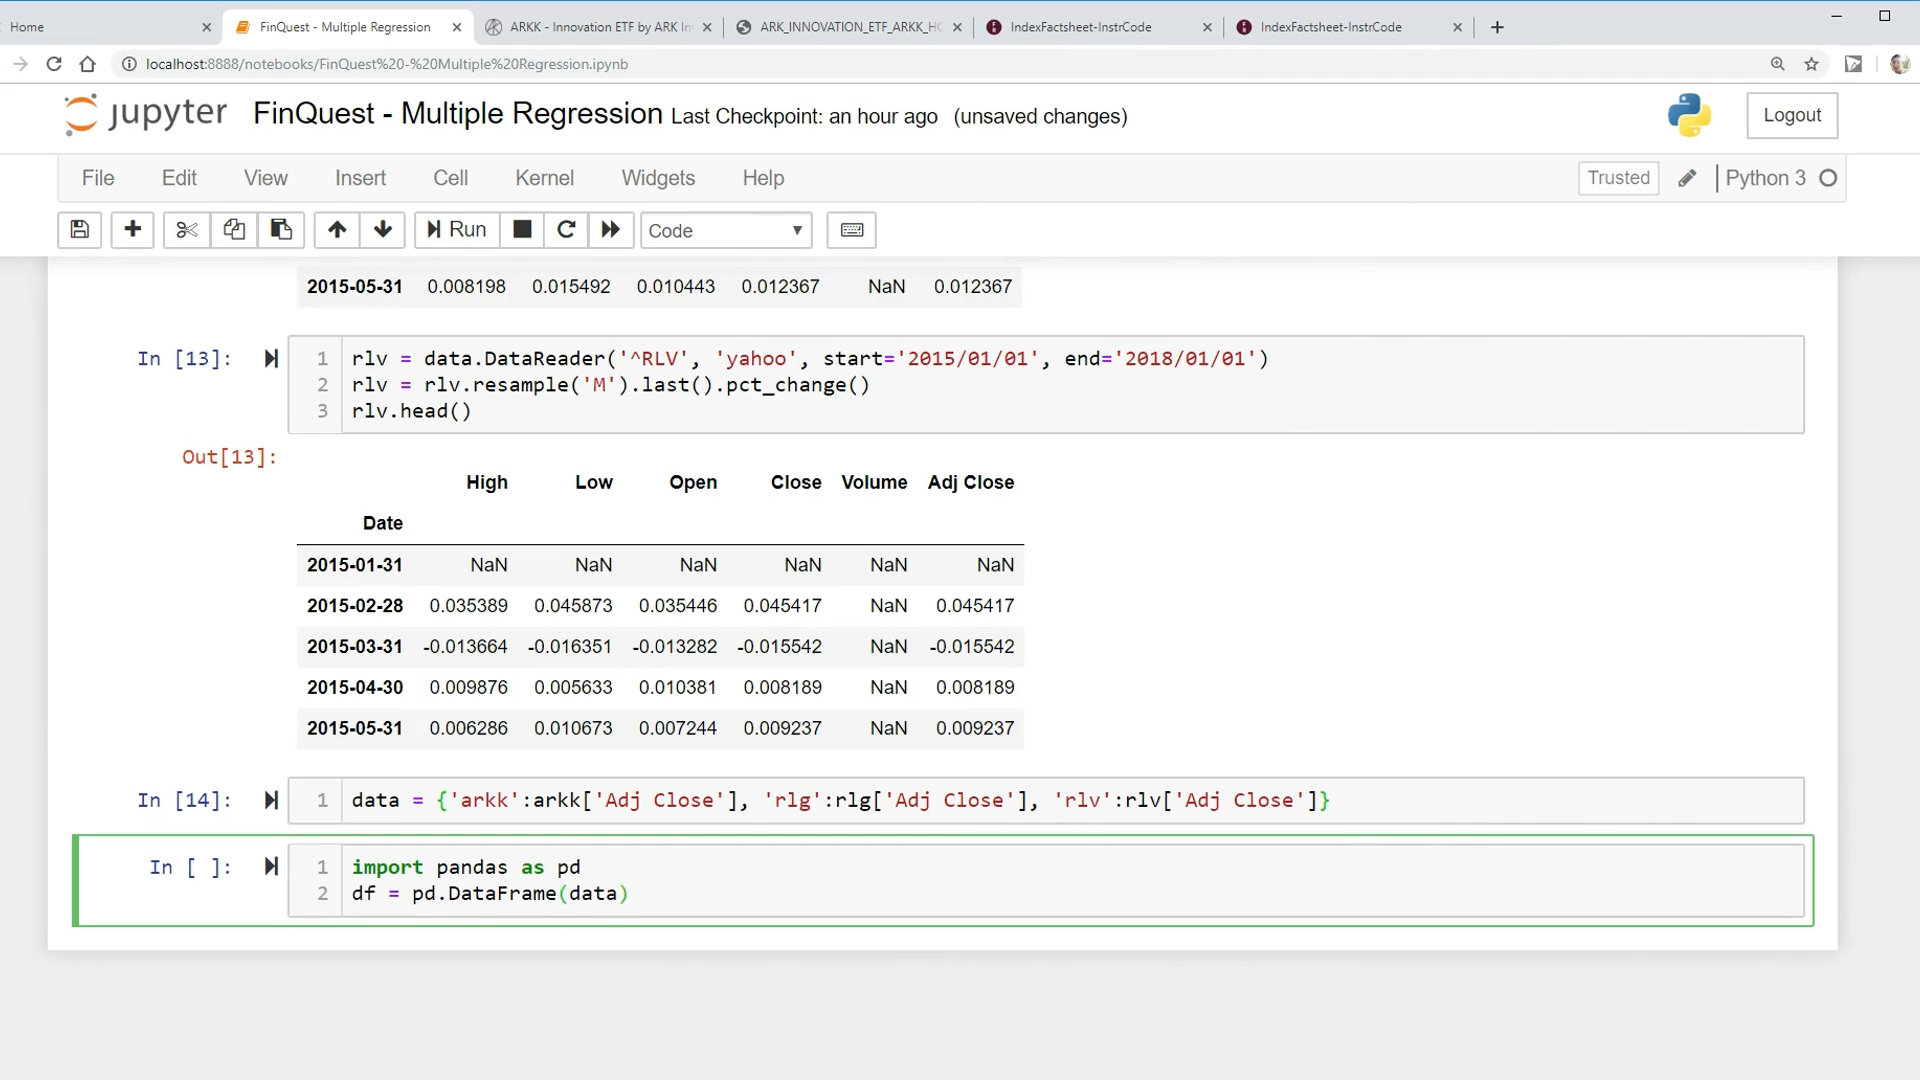 Home
FinQuest - Multiple Regression
ARKK - Innovation ETF by ARK In
ARK_INNOVATION_ETF_ARKK_HO
IndexFactsheet-InstrCode
IndexFactsheet-InstrCode
localhost:8888/notebooks/FinQuest%20-%20Multiple%20Regression.ipynb
jupyter FinQuest - Multiple Regression Last Checkpoint: an hour ago (unsaved changes)
Logout
File Edit View Insert Cell Kernel Widgets Help
Trusted
Python 3
Run
Code
2015-05-31 0.008198 0.015492 0.010443 0.012367 NaN 0.012367
In [13]:
1 rlv = data.DataReader('^RLV', 'yahoo', start='2015/01/01', end='2018/01/01')
2 rlv = rlv.resample('M').last().pct_change()
3 rlv.head()
Out[13]:
High Low Open Close Volume Adj Close
Date
2015-01-31 NaN NaN NaN NaN NaN NaN
2015-02-28 0.035389 0.045873 0.035446 0.045417 NaN 0.045417
2015-03-31 -0.013664 -0.016351 -0.013282 -0.015542 NaN -0.015542
2015-04-30 0.009876 0.005633 0.010381 0.008189 NaN 0.008189
2015-05-31 0.006286 0.010673 0.007244 0.009237 NaN 0.009237
In [14]:
1 data = {'arkk':arkk['Adj Close'], 'rlg':rlg['Adj Close'], 'rlv':rlv['Adj Close']}
In [ ]:
1 import pandas as pd
2 df = pd.DataFrame(data)